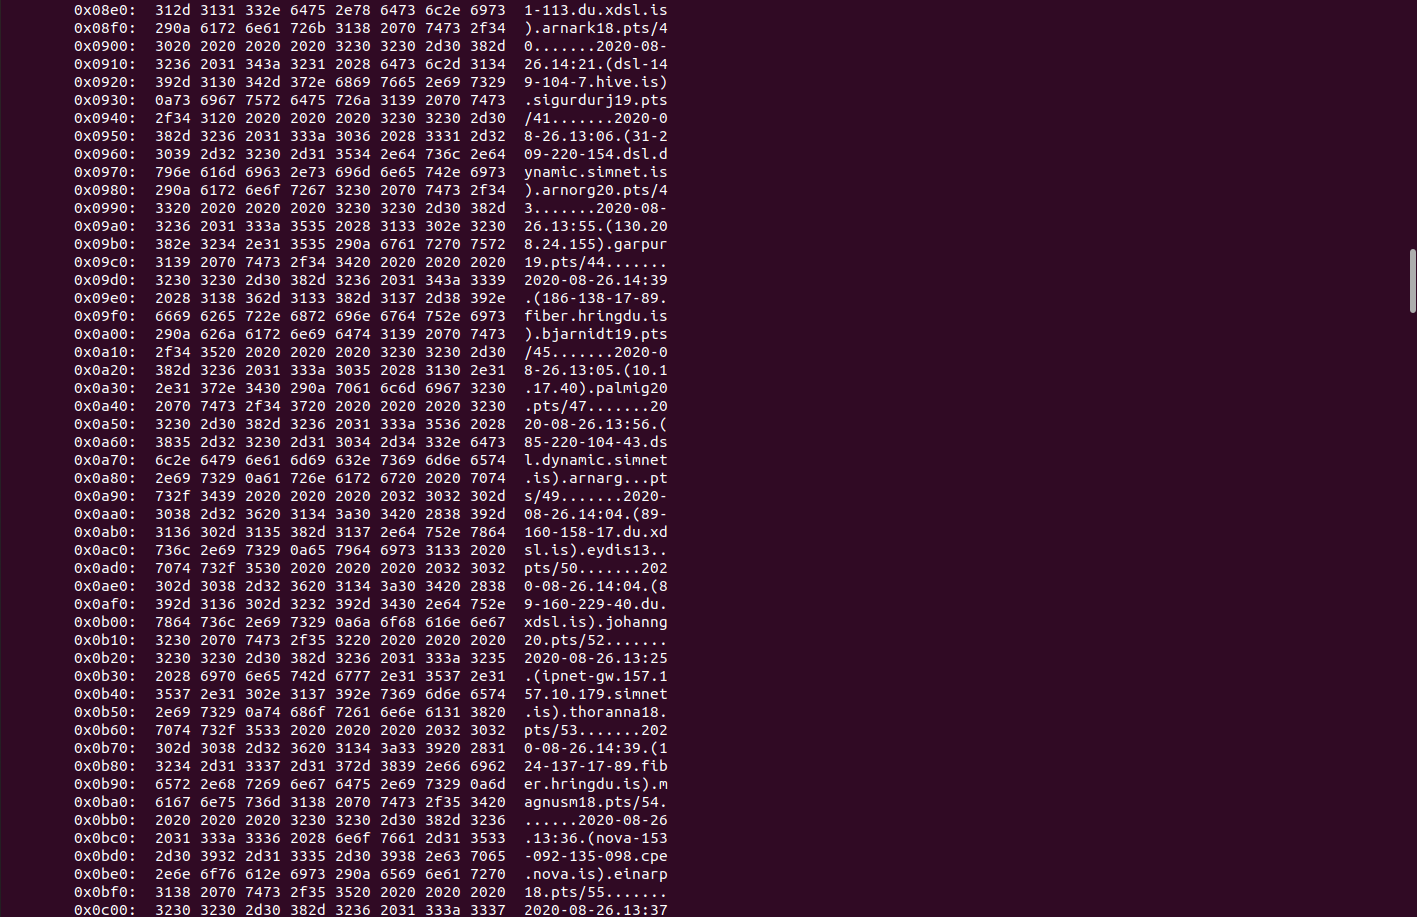 0x08e0:  312d 3131 332e 6475 2e78 6473 6c2e 6973  1-113.du.xdsl.is
0x08f0:  290a 6172 6e61 726b 3138 2070 7473 2f34  ).arnark18.pts/4
0x0900:  3020 2020 2020 2020 3230 3230 2d30 382d  0.......2020-08-
0x0910:  3236 2031 343a 3231 2028 6473 6c2d 3134  26.14:21.(dsl-14
0x0920:  392d 3130 342d 372e 6869 7665 2e69 7329  9-104-7.hive.is)
0x0930:  0a73 6967 7572 6475 726a 3139 2070 7473  .sigurdurj19.pts
0x0940:  2f34 3120 2020 2020 2020 3230 3230 2d30  /41.......2020-0
0x0950:  382d 3236 2031 333a 3036 2028 3331 2d32  8-26.13:06.(31-2
0x0960:  3039 2d32 3230 2d31 3534 2e64 736c 2e64  09-220-154.dsl.d
0x0970:  796e 616d 6963 2e73 696d 6e65 742e 6973  ynamic.simnet.is
0x0980:  290a 6172 6e6f 7267 3230 2070 7473 2f34  ).arnorg20.pts/4
0x0990:  3320 2020 2020 2020 3230 3230 2d30 382d  3.......2020-08-
0x09a0:  3236 2031 333a 3535 2028 3133 302e 3230  26.13:55.(130.20
0x09b0:  382e 3234 2e31 3535 290a 6761 7270 7572  8.24.155).garpur
0x09c0:  3139 2070 7473 2f34 3420 2020 2020 2020  19.pts/44.......
0x09d0:  3230 3230 2d30 382d 3236 2031 343a 3339  2020-08-26.14:39
0x09e0:  2028 3138 362d 3133 382d 3137 2d38 392e  .(186-138-17-89.
0x09f0:  6669 6265 722e 6872 696e 6764 752e 6973  fiber.hringdu.is
0x0a00:  290a 626a 6172 6e69 6474 3139 2070 7473  ).bjarnidt19.pts
0x0a10:  2f34 3520 2020 2020 2020 3230 3230 2d30  /45.......2020-0
0x0a20:  382d 3236 2031 333a 3035 2028 3130 2e31  8-26.13:05.(10.1
0x0a30:  2e31 372e 3430 290a 7061 6c6d 6967 3230  .17.40).palmig20
0x0a40:  2070 7473 2f34 3720 2020 2020 2020 3230  .pts/47.......20
0x0a50:  3230 2d30 382d 3236 2031 333a 3536 2028  20-08-26.13:56.(
0x0a60:  3835 2d32 3230 2d31 3034 2d34 332e 6473  85-220-104-43.ds
0x0a70:  6c2e 6479 6e61 6d69 632e 7369 6d6e 6574  l.dynamic.simnet
0x0a80:  2e69 7329 0a61 726e 6172 6720 2020 7074  .is).arnarg...pt
0x0a90:  732f 3439 2020 2020 2020 2032 3032 302d  s/49.......2020-
0x0aa0:  3038 2d32 3620 3134 3a30 3420 2838 392d  08-26.14:04.(89-
0x0ab0:  3136 302d 3135 382d 3137 2e64 752e 7864  160-158-17.du.xd
0x0ac0:  736c 2e69 7329 0a65 7964 6973 3133 2020  sl.is).eydis13..
0x0ad0:  7074 732f 3530 2020 2020 2020 2032 3032  pts/50.......202
0x0ae0:  302d 3038 2d32 3620 3134 3a30 3420 2838  0-08-26.14:04.(8
0x0af0:  392d 3136 302d 3232 392d 3430 2e64 752e  9-160-229-40.du.
0x0b00:  7864 736c 2e69 7329 0a6a 6f68 616e 6e67  xdsl.is).johanng
0x0b10:  3230 2070 7473 2f35 3220 2020 2020 2020  20.pts/52.......
0x0b20:  3230 3230 2d30 382d 3236 2031 333a 3235  2020-08-26.13:25
0x0b30:  2028 6970 6e65 742d 6777 2e31 3537 2e31  .(ipnet-gw.157.1
0x0b40:  3537 2e31 302e 3137 392e 7369 6d6e 6574  57.10.179.simnet
0x0b50:  2e69 7329 0a74 686f 7261 6e6e 6131 3820  .is).thoranna18.
0x0b60:  7074 732f 3533 2020 2020 2020 2032 3032  pts/53.......202
0x0b70:  302d 3038 2d32 3620 3134 3a33 3920 2831  0-08-26.14:39.(1
0x0b80:  3234 2d31 3337 2d31 372d 3839 2e66 6962  24-137-17-89.fib
0x0b90:  6572 2e68 7269 6e67 6475 2e69 7329 0a6d  er.hringdu.is).m
0x0ba0:  6167 6e75 736d 3138 2070 7473 2f35 3420  agnusm18.pts/54.
0x0bb0:  2020 2020 2020 3230 3230 2d30 382d 3236  ......2020-08-26
0x0bc0:  2031 333a 3336 2028 6e6f 7661 2d31 3533  .13:36.(nova-153
0x0bd0:  2d30 3932 2d31 3335 2d30 3938 2e63 7065  -092-135-098.cpe
0x0be0:  2e6e 6f76 612e 6973 290a 6569 6e61 7270  .nova.is).einarp
0x0bf0:  3138 2070 7473 2f35 3520 2020 2020 2020  18.pts/55.......
0x0c00:  3230 3230 2d30 382d 3236 2031 333a 3337  2020-08-26.13:37